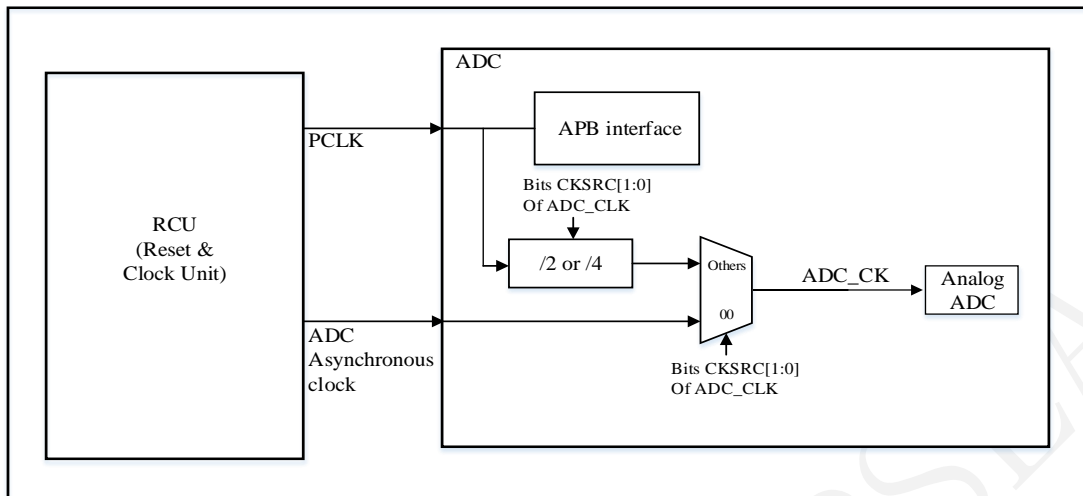 ADC
PCLK
APB interface
Bits CKSRC[1:0]
Of ADC_CLK
RCU
(Reset &
Clock Unit)
/2 or /4
Others
00
ADC_CK
Analog
ADC
ADC
Asynchronous
clock
Bits CKSRC[1:0]
Of ADC_CLK